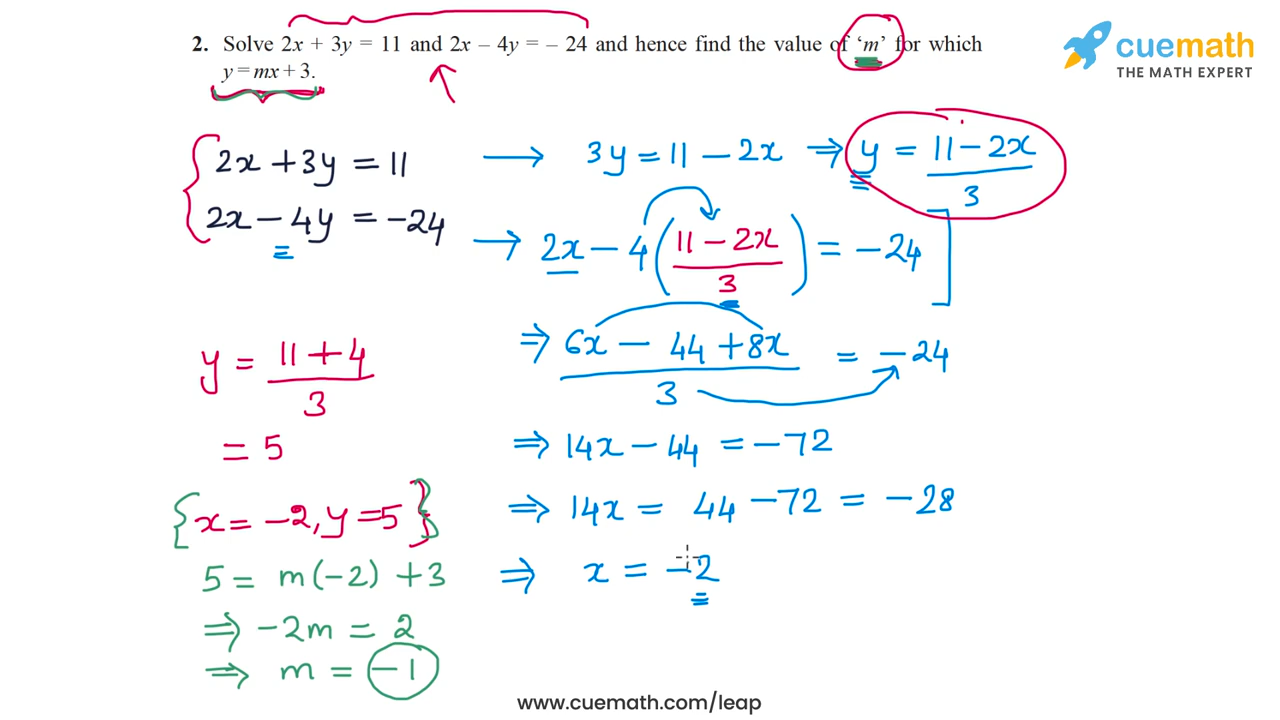 2. Solve 2x + 3y = 11 and 2x – 4y = – 24 and hence find the value of ‘m’ for which
y = mx + 3.
cuemath
THE MATH EXPERT
2x + 3y = 11 → 3y = 11 − 2x ⇒ y = (11 − 2x)/3
2x − 4y = −24
→ 2x − 4((11 − 2x)/3) = −24
⇒ (6x − 44 + 8x)/3 = −24
⇒ 14x − 44 = −72
⇒ 14x = 44 − 72 = −28
⇒ x = −2
y = (11 + 4)/3
= 5
{x = −2, y = 5}
5 = m(−2) + 3
⇒ −2m = 2
⇒ m = −1
www.cuemath.com/leap